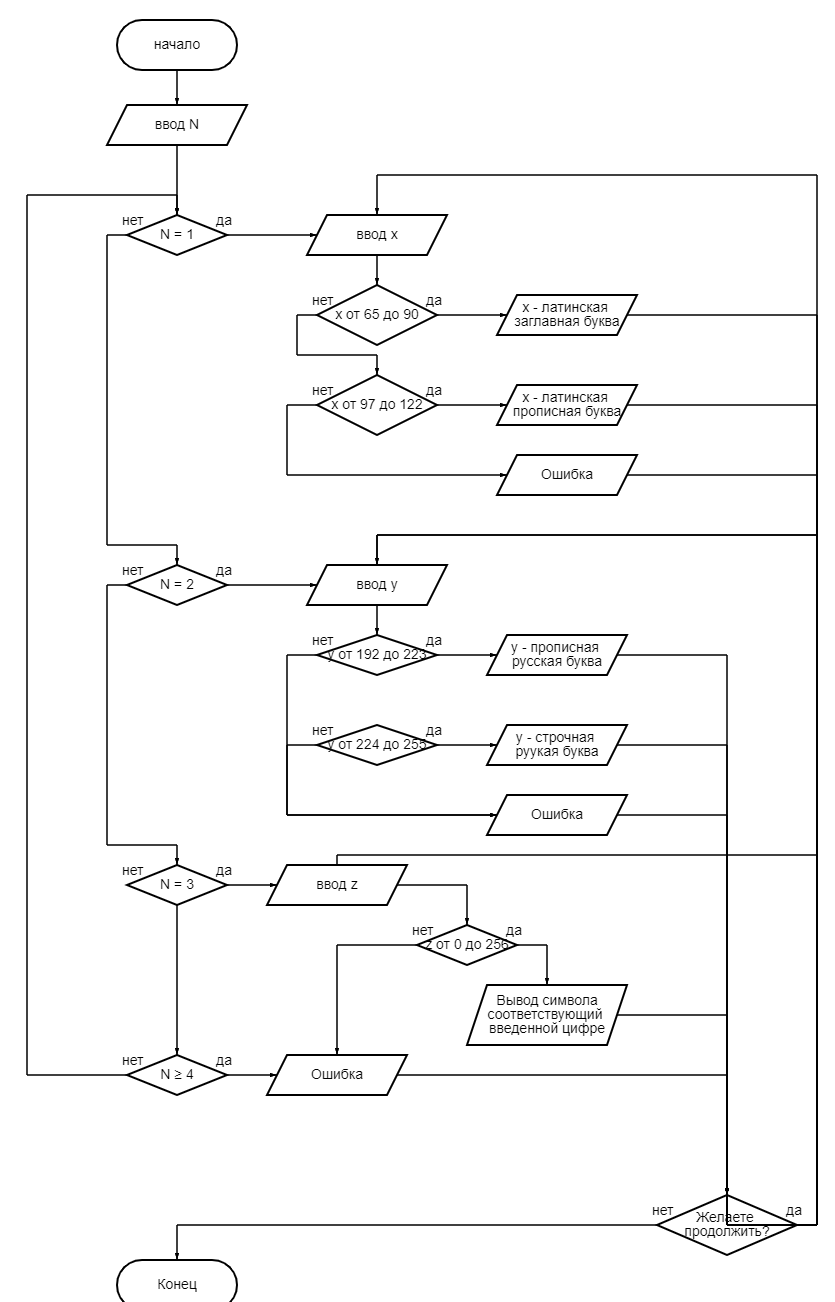 начало
ввод N
нет
да
N = 1
ввод x
нет
да
x от 65 до 90
x - латинская
заглавная буква
нет
да
x от 97 до 122
x - латинская
прописная буква
Ошибка
нет
да
N = 2
ввод y
нет
да
y от 192 до 223
y - прописная
русская буква
нет
да
y от 224 до 255
y - строчная
руукая буква
Ошибка
нет
да
N = 3
ввод z
нет
да
z от 0 до 256
Вывод символа
соответствующий
введенной цифре
нет
да
N ≥ 4
Ошибка
нет
да
Желаете
продолжить?
Конец